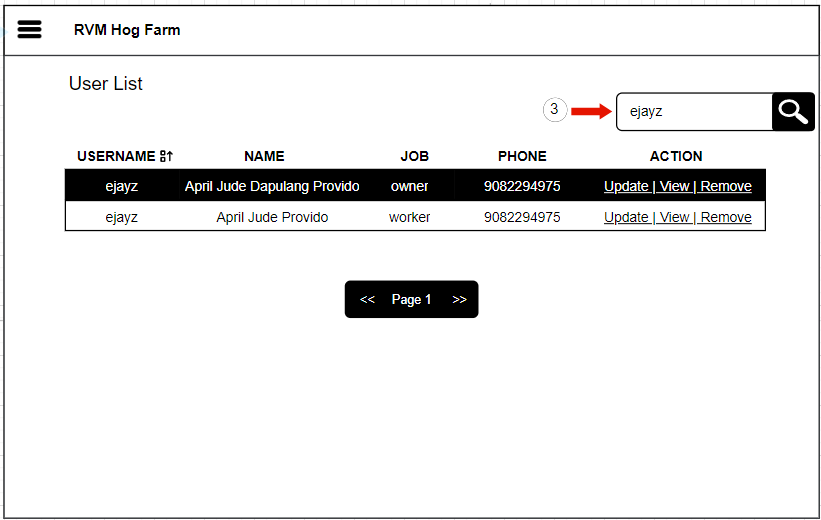 RVM Hog Farm
User List
3
ejayz
USERNAME NAME JOB PHONE ACTION
ejayz April Jude Dapulang Provido owner 9082294975 Update | View | Remove
ejayz April Jude Provido worker 9082294975 Update | View | Remove
<< Page 1 >>